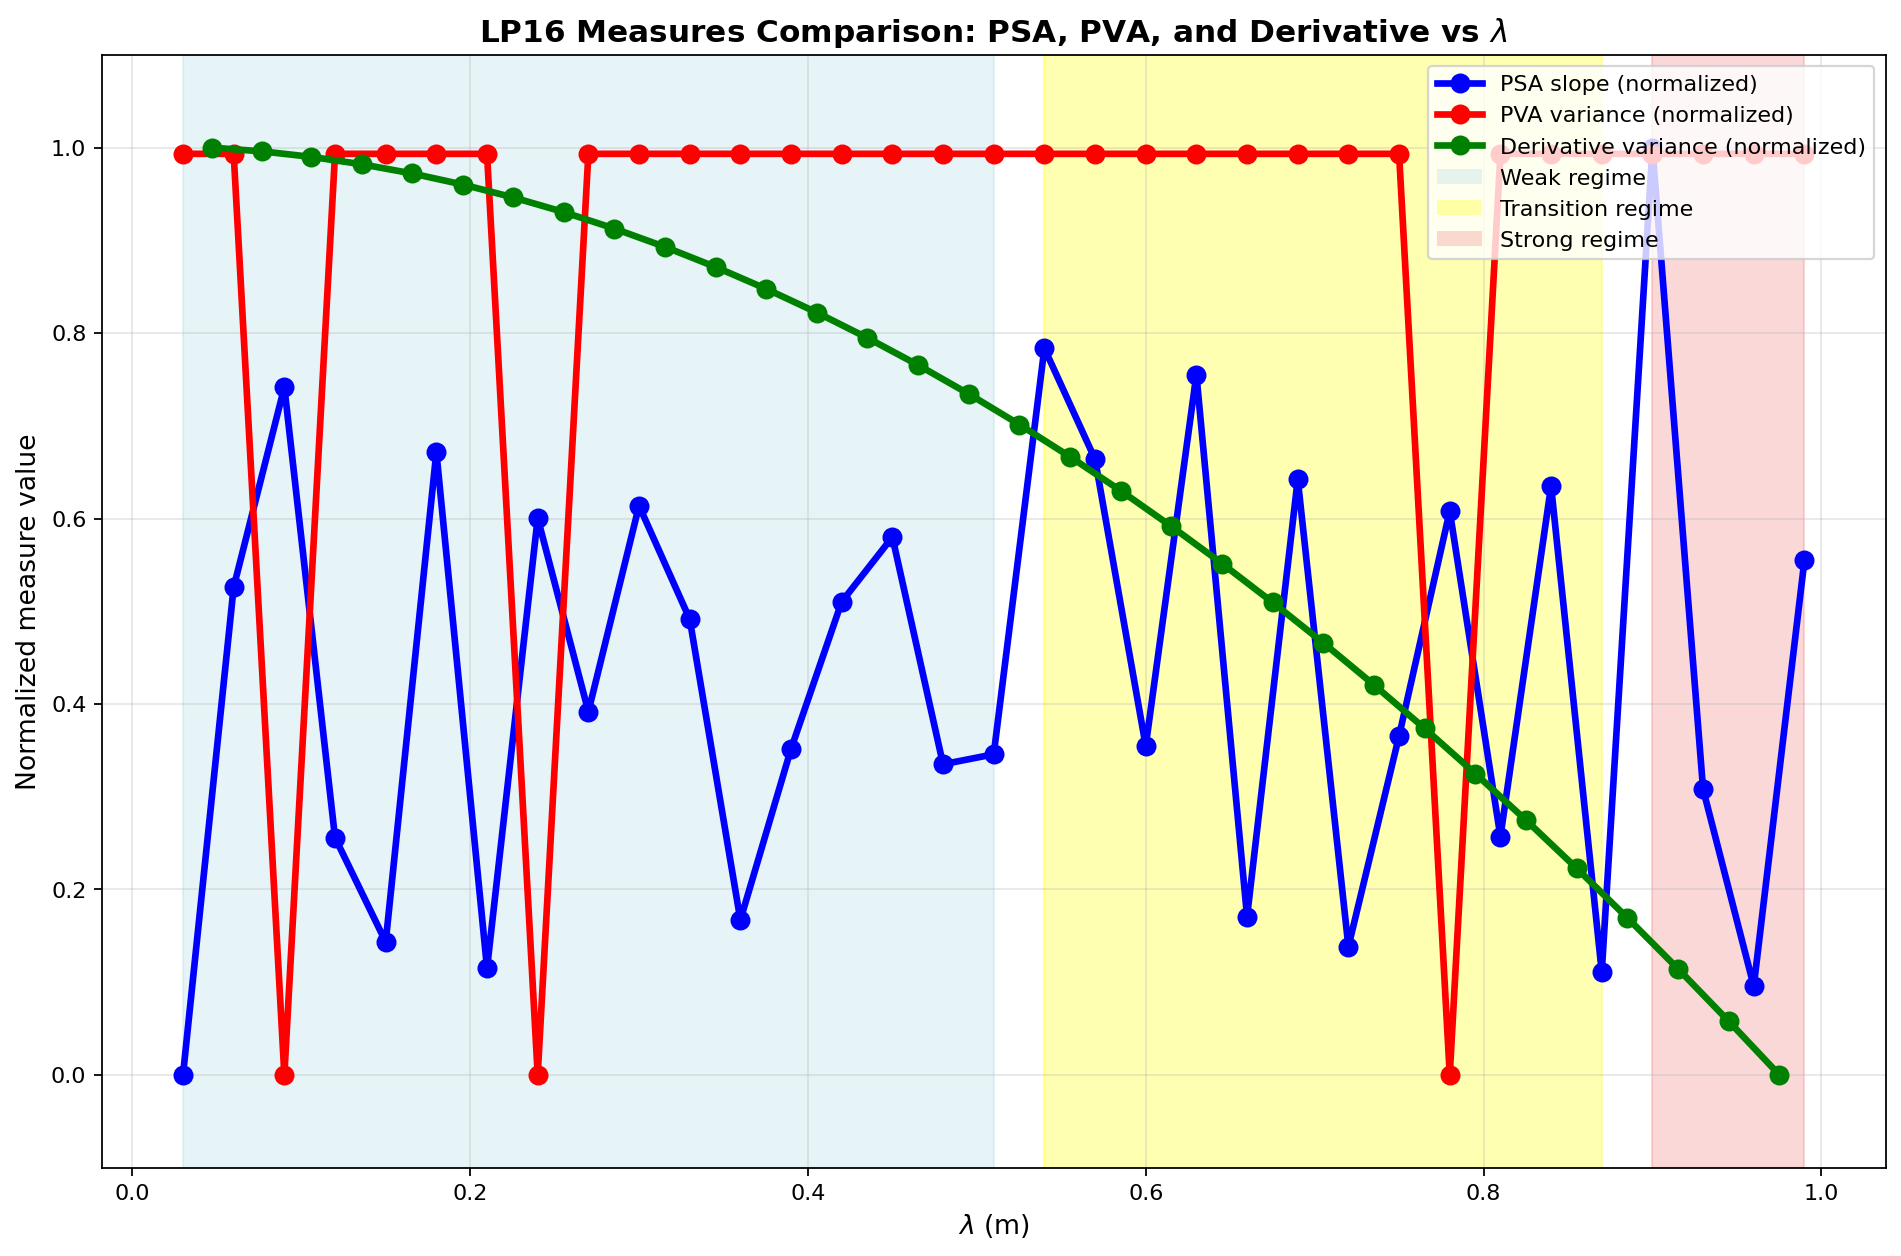 LP16 Measures Comparison: PSA, PVA, and Derivative vs λ
PSA slope (normalized)
PVA variance (normalized)
Derivative variance (normalized)
Weak regime
Transition regime
Strong regime
Normalized measure value
1.0
0.8
0.6
0.4
0.2
0.0
0.0 0.2 0.4 0.6 0.8 1.0
λ (m)